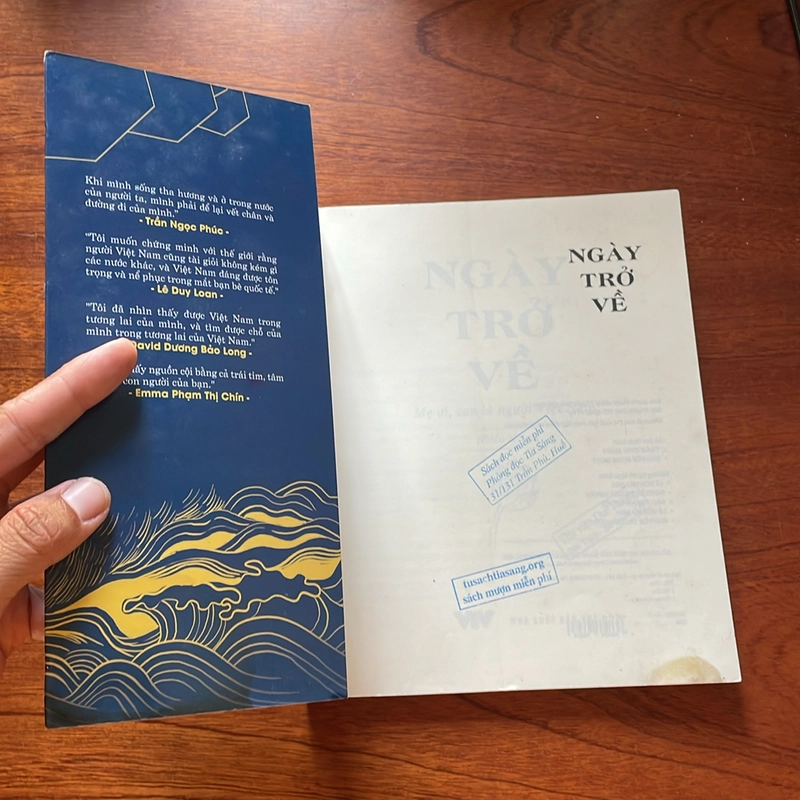 Khi mình sống tha hương và ở trong nước
của người ta, mình phải để lại vết chân và
đường đi của mình."
- Trần Ngọc Phúc -
"Tôi muốn chứng minh với thế giới rằng
người Việt Nam cũng tài giỏi không kém gì
các nước khác, và Việt Nam đáng được tôn
trọng và nể phục trong mắt bạn bè quốc tế."
- Lê Duy Loan -
"Tôi đã nhìn thấy được Việt Nam trong
tương lai của mình, và tìm được chỗ của
mình trong tương lai của Việt Nam."
David Dương Bảo Long -
nguồn cội bằng cả trái tim, tâm
con người của bạn."
- Emma Phạm Thị Chín -
NGÀY
TRỞ
VỀ
NGÀY
TRỞ
VỀ
Sách đọc miễn phí
Phòng đọc Tia Sáng
31/131 Trần Phú, Huế
tusachtiasang.org
sách mượn miễn phí